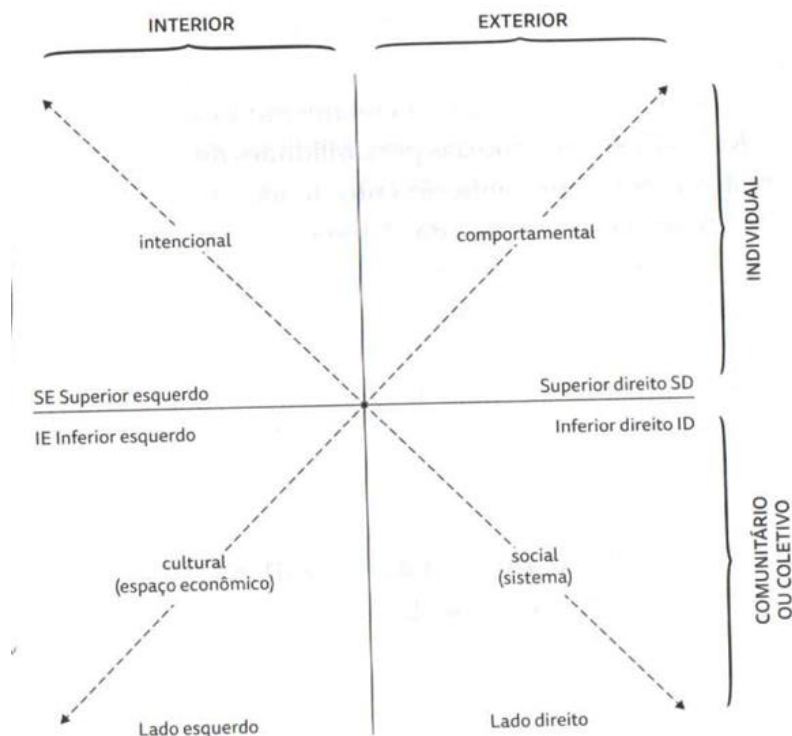 INTERIOR
EXTERIOR
intencional
comportamental
INDIVIDUAL
SE Superior esquerdo
Superior direito SD
IE Inferior esquerdo
Inferior direito ID
cultural
(espaço econômico)
social
(sistema)
COMUNITÁRIO
OU COLETIVO
Lado esquerdo
Lado direito